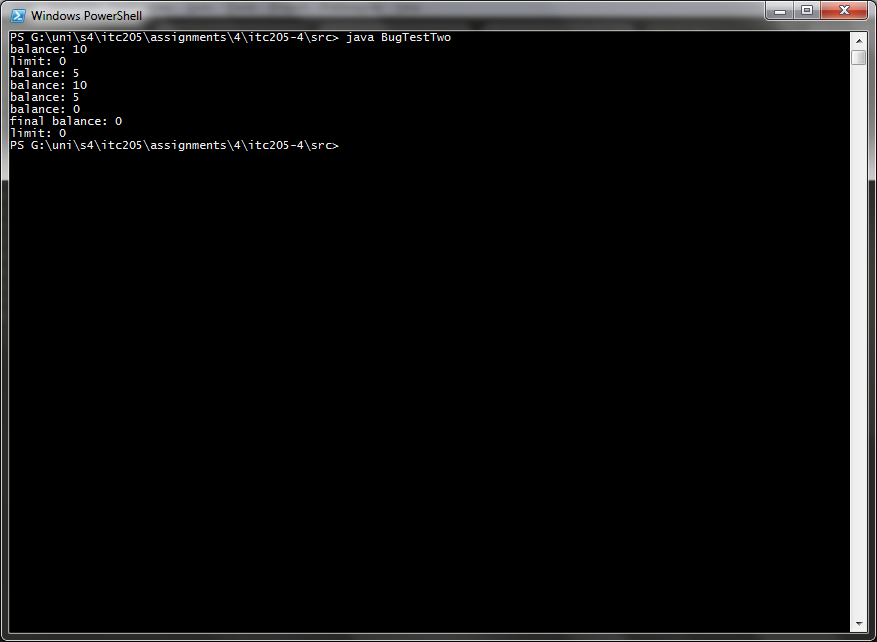 Windows PowerShell
PS G:\uni\s4\itc205\assignments\4\itc205-4\src> java BugTestTwo
balance: 10
limit: 0
balance: 5
balance: 10
balance: 5
balance: 0
final balance: 0
limit: 0
PS G:\uni\s4\itc205\assignments\4\itc205-4\src>